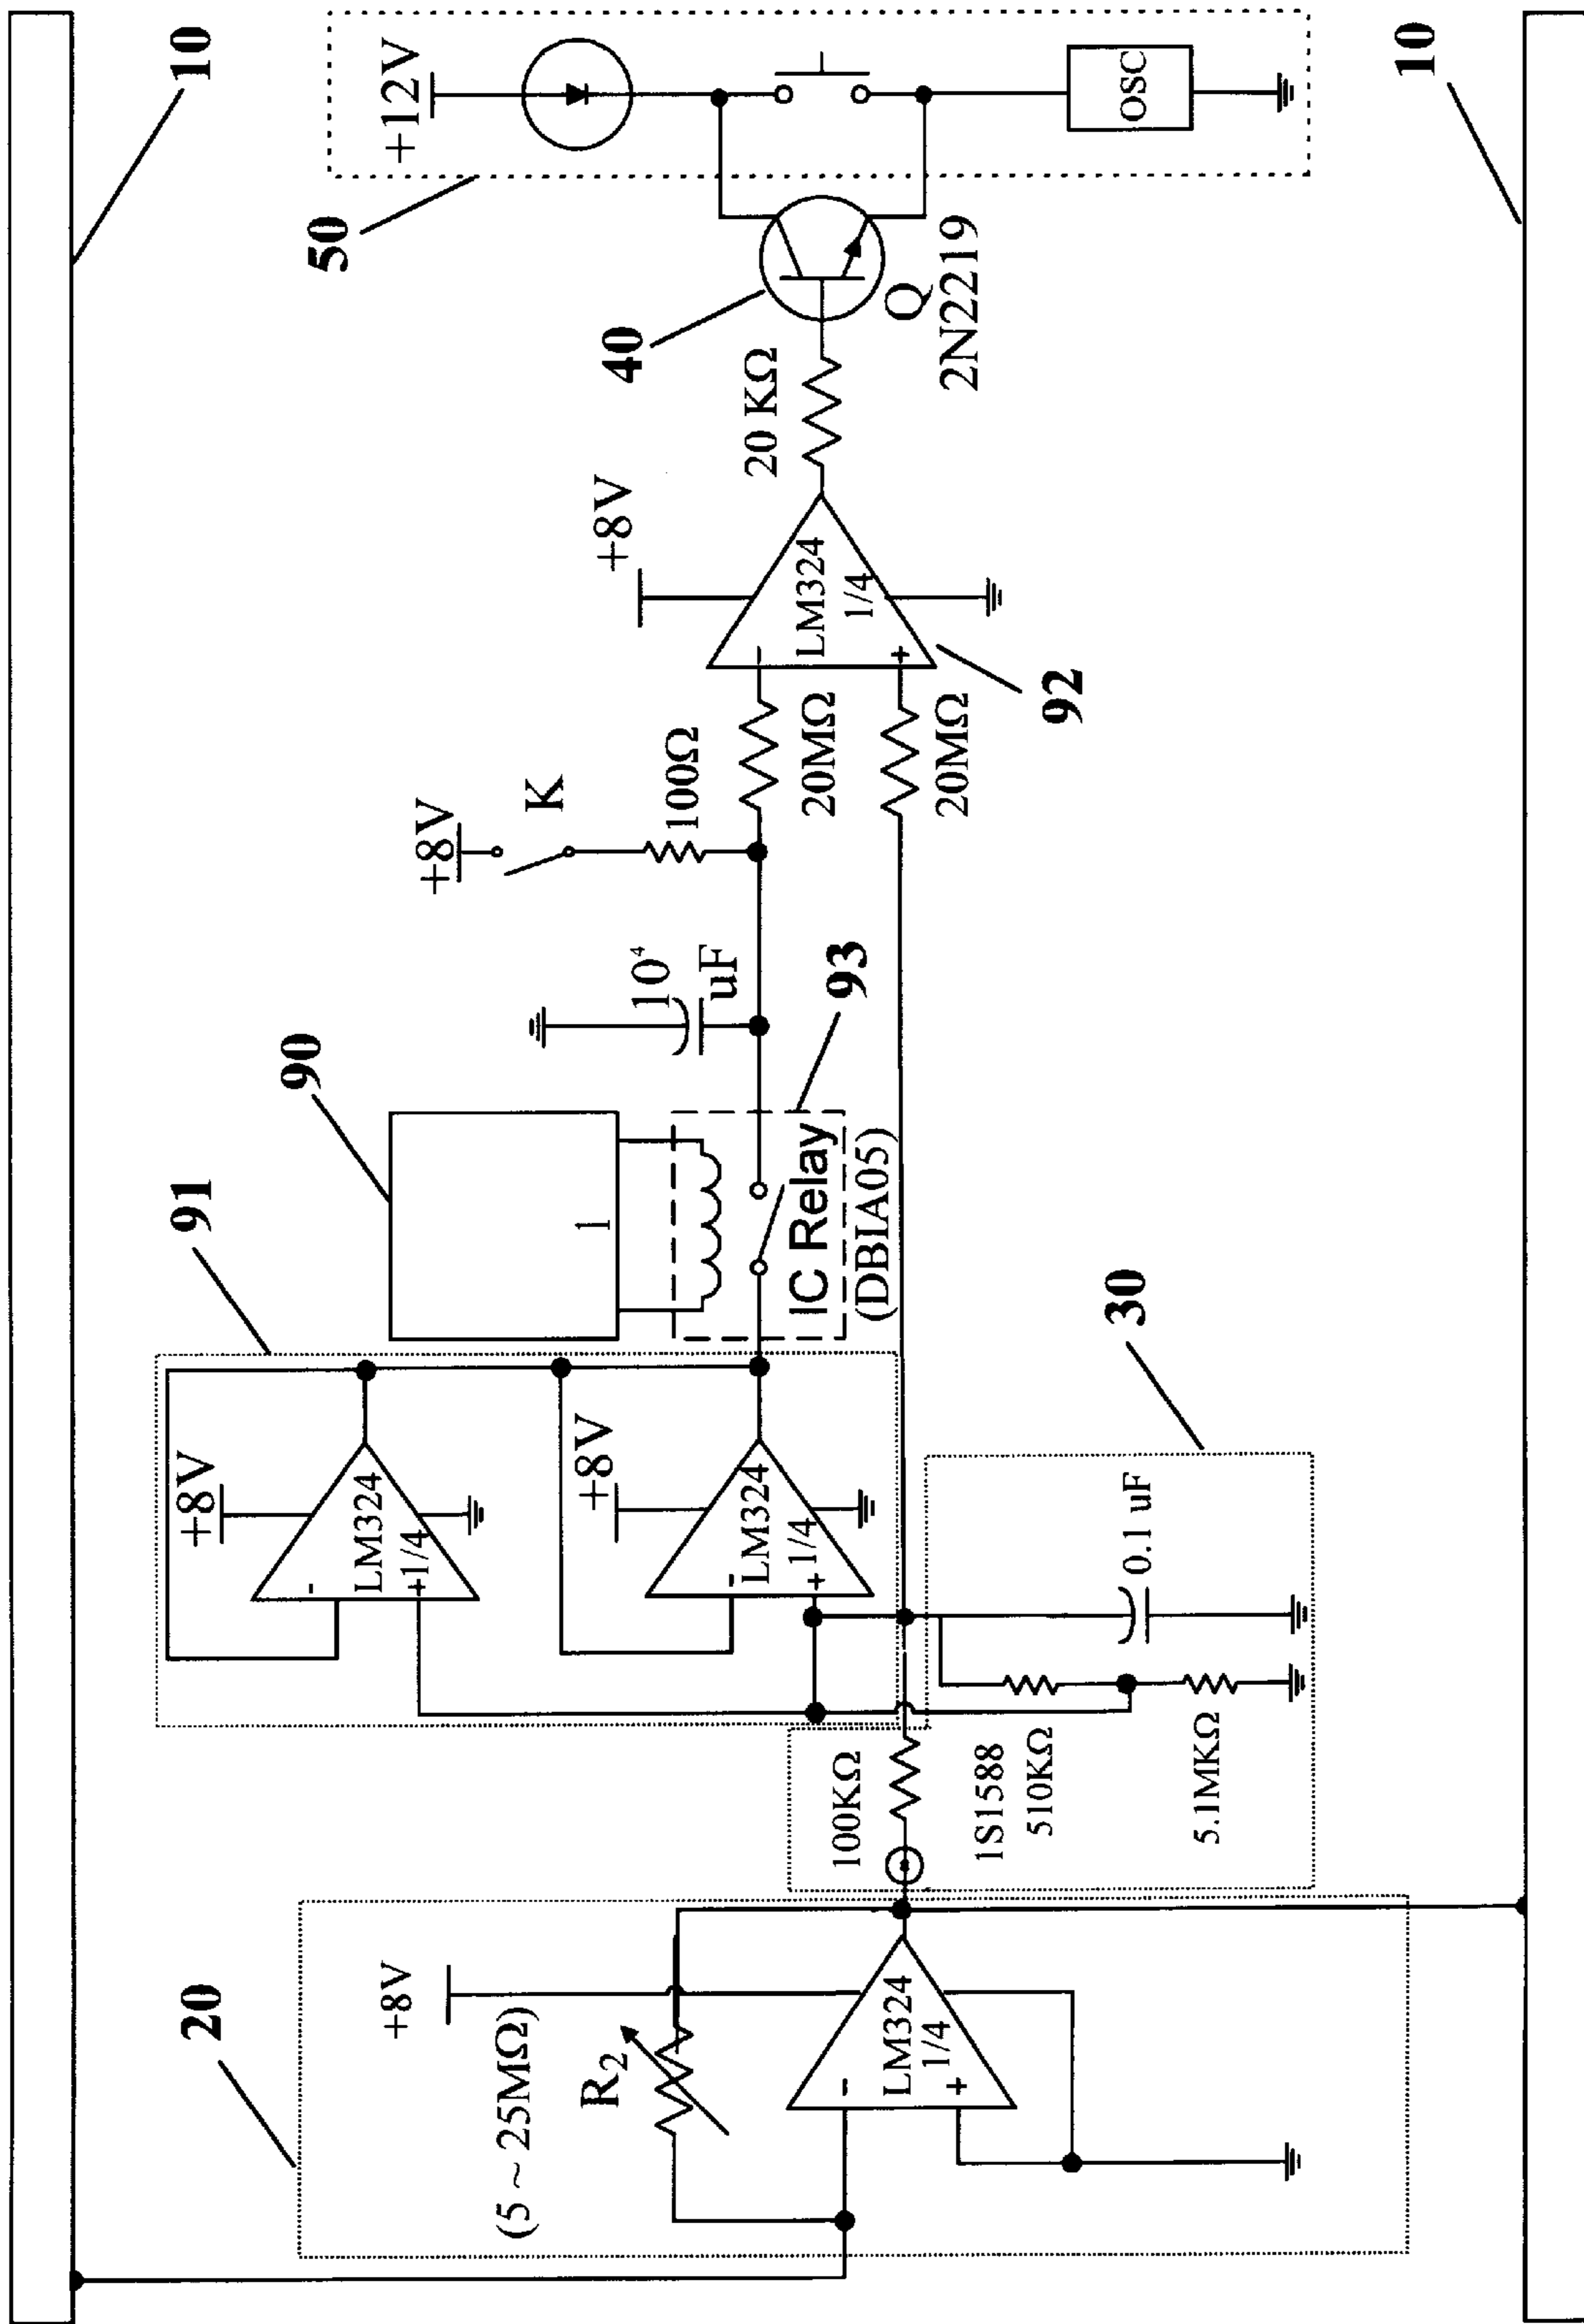 10
+12V
50
OSC
40
Q
2N2219
20 KΩ
+8V
-
LM324
1/4
+
92
20MΩ
20MΩ
+8V
K
100Ω
10⁴
uF
93
90
1
IC Relay
(DBIA05)
91
+8V
-
LM324
1/4
+
+8V
-
LM324
1/4
+
30
0.1 uF
100KΩ
1S1588
510KΩ
5.1MKΩ
20
+8V
(5 ~ 25MΩ)
R₂
-
LM324
1/4
+
10